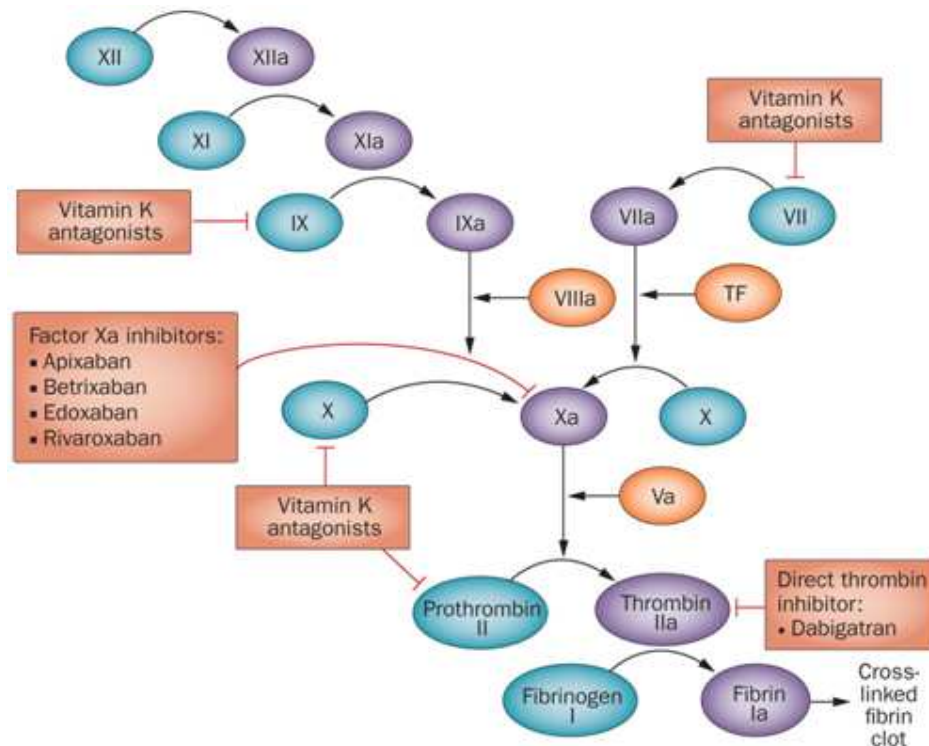 XII
XIIa
XI
XIa
Vitamin K
antagonists
Vitamin K
antagonists
IX
IXa
VIIa
VII
VIIIa
TF
Factor Xa inhibitors:
▪ Apixaban
▪ Betrixaban
▪ Edoxaban
▪ Rivaroxaban
X
Xa
X
Vitamin K
antagonists
Va
Prothrombin
II
Thrombin
IIa
Direct thrombin
inhibitor:
• Dabigatran
Fibrinogen
I
Fibrin
Ia
Cross-
linked
fibrin
clot